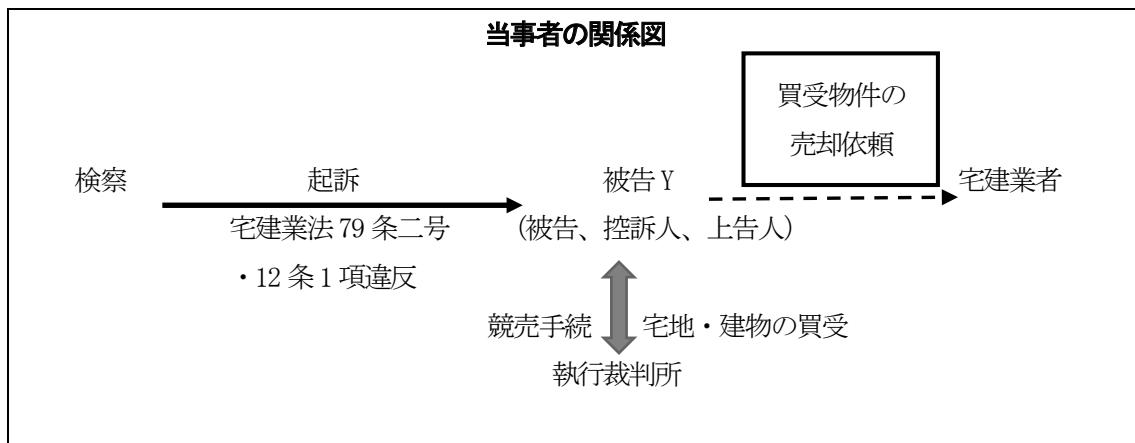 当事者の関係図
買受物件の
売却依頼
検察 起訴 被告Y 宅建業者
宅建業法79条二号 (被告、控訴人、上告人)
・12条1項違反
競売手続 宅地・建物の買受
執行裁判所